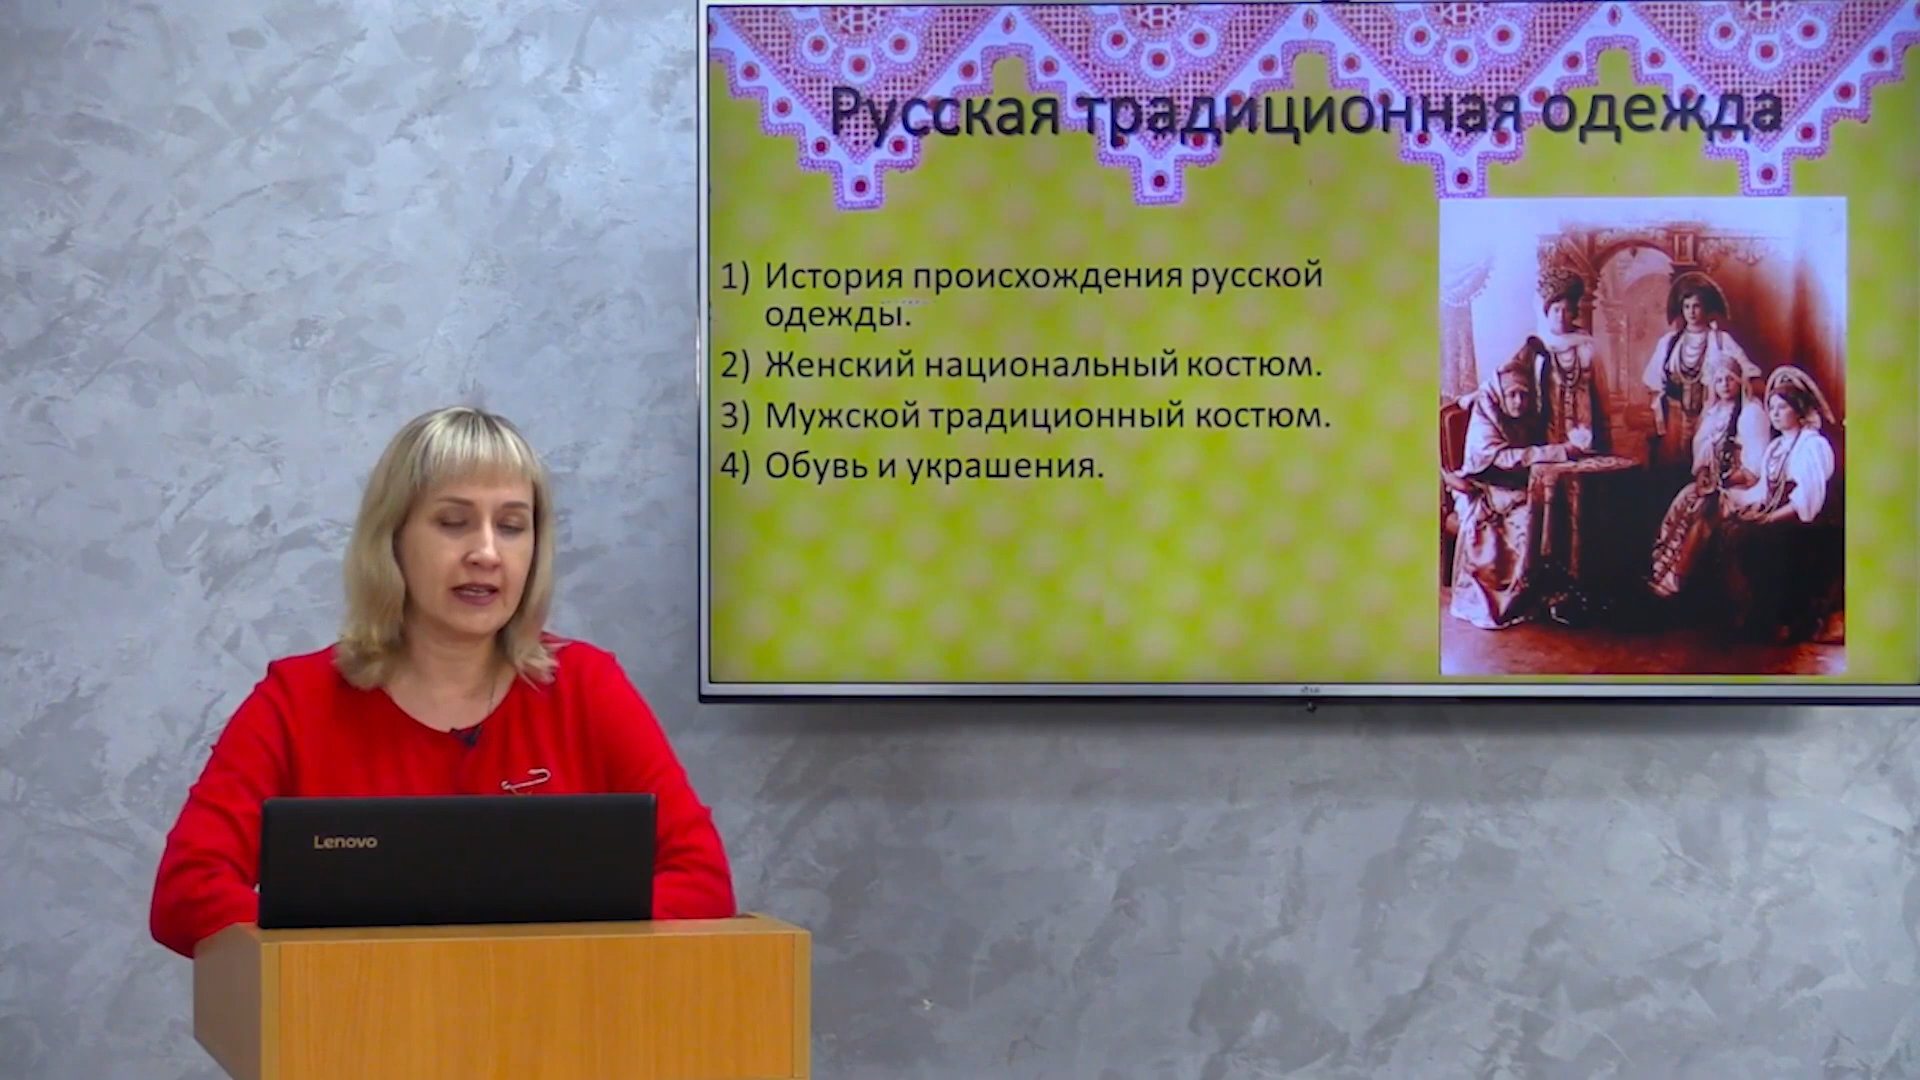 Русская традиционная одежда
1) История происхождения русской
одежды.
2) Женский национальный костюм.
3) Мужской традиционный костюм.
4) Обувь и украшения.
Lenovo